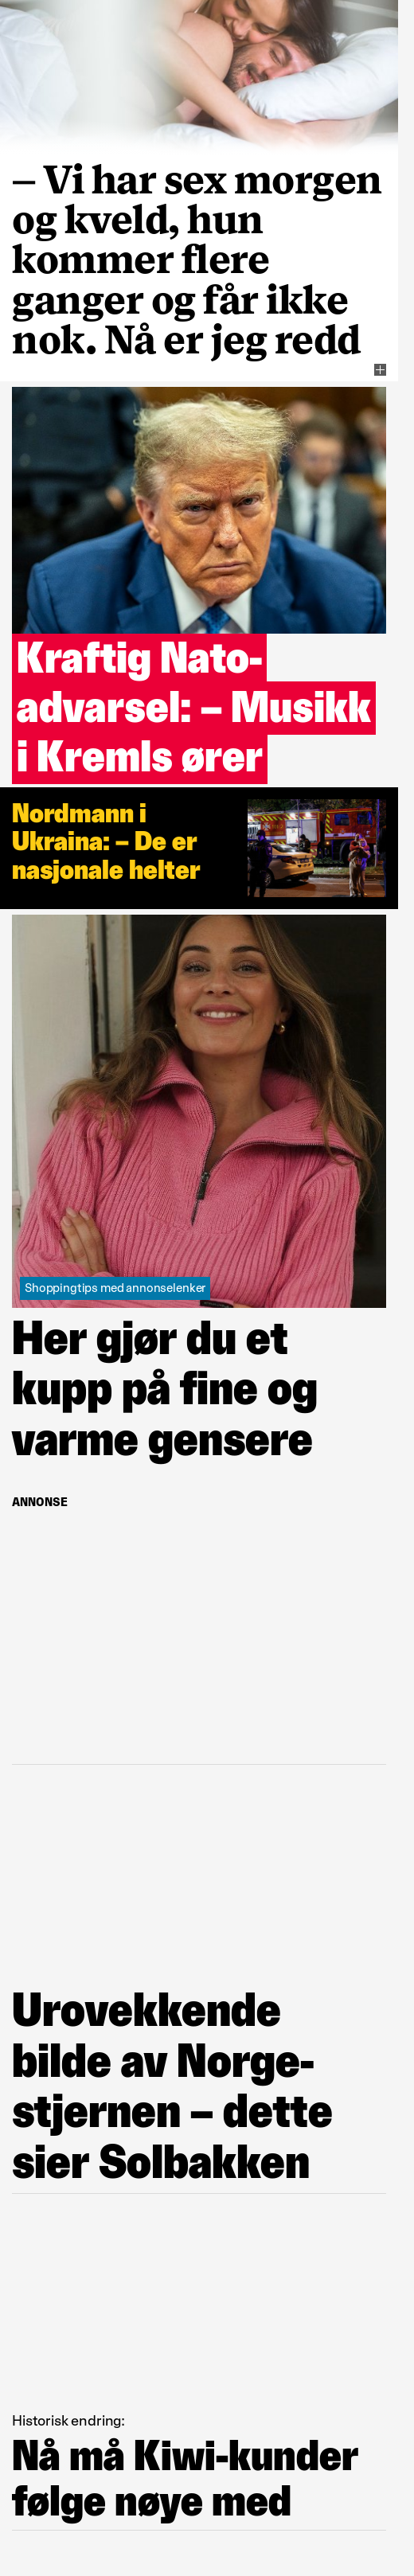 – Vi har sex morgen
og kveld, hun
kommer flere
ganger og får ikke
nok. Nå er jeg redd
Kraftig Nato-
advarsel: – Musikk
i Kremls ører
Nordmann i
Ukraina: – De er
nasjonale helter
Shoppingtips med annonselenker
Her gjør du et
kupp på fine og
varme gensere
ANNONSE
Urovekkende
bilde av Norge-
stjernen – dette
sier Solbakken
Historisk endring:
Nå må Kiwi-kunder
følge nøye med